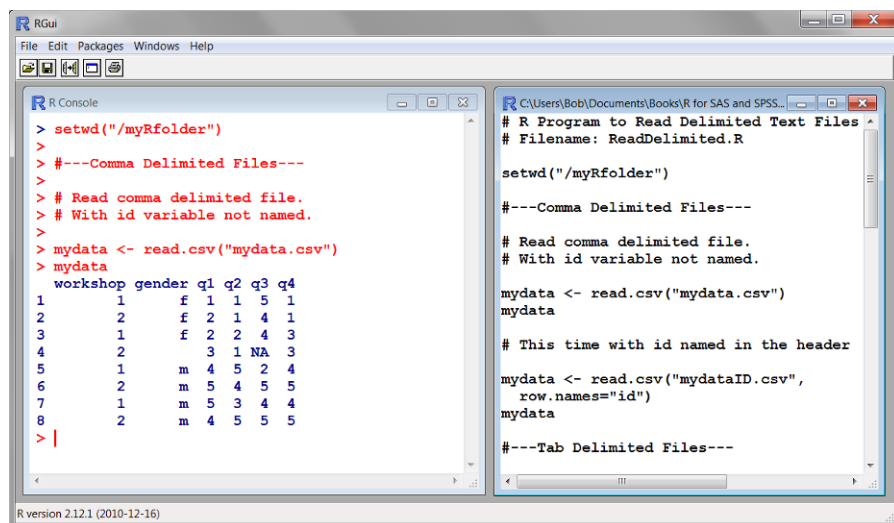 RGui
File Edit Packages Windows Help
R Console
> setwd("/myRfolder")
>
> #---Comma Delimited Files---
>
> # Read comma delimited file.
> # With id variable not named.
>
> mydata <- read.csv("mydata.csv")
> mydata
  workshop gender q1 q2 q3 q4
1        1      f  1  1  5  1
2        2      f  2  1  4  1
3        1      f  2  2  4  3
4        2         3  1 NA  3
5        1      m  4  5  2  4
6        2      m  5  4  5  5
7        1      m  5  3  4  4
8        2      m  4  5  5  5
>
C:\Users\Bob\Documents\Books\R for SAS and SPSS...
# R Program to Read Delimited Text Files
# Filename: ReadDelimited.R
setwd("/myRfolder")
#---Comma Delimited Files---
# Read comma delimited file.
# With id variable not named.
mydata <- read.csv("mydata.csv")
mydata
# This time with id named in the header
mydata <- read.csv("mydataID.csv",
  row.names="id")
mydata
#---Tab Delimited Files---
R version 2.12.1 (2010-12-16)